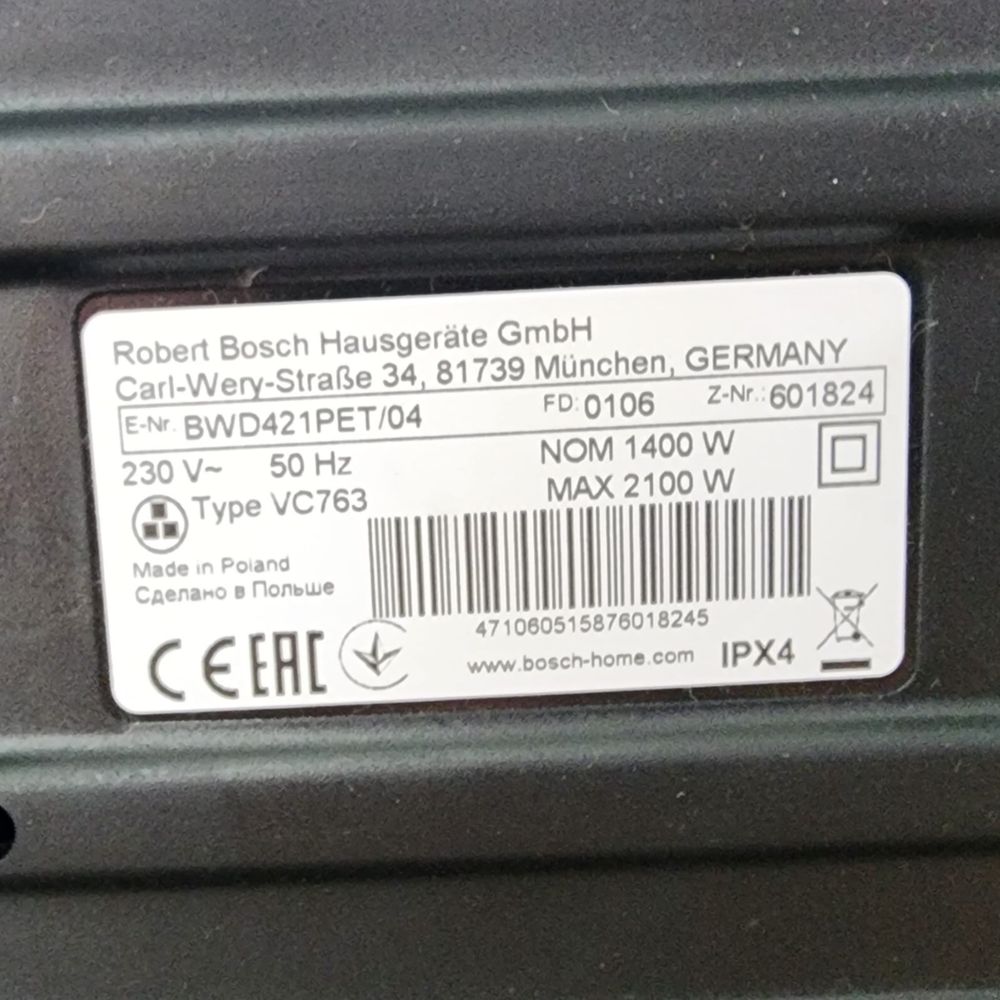 Robert Bosch Hausgeräte GmbH
Carl-Wery-Straße 34, 81739 München, GERMANY
E-Nr. BWD421PET/04 FD: 0106 Z-Nr.: 601824
230 V~ 50 Hz NOM 1400 W
MAX 2100 W
Type VC763
Made in Poland
Сделано в Польше
471060515876018245
www.bosch-home.com IPX4
CE EAC